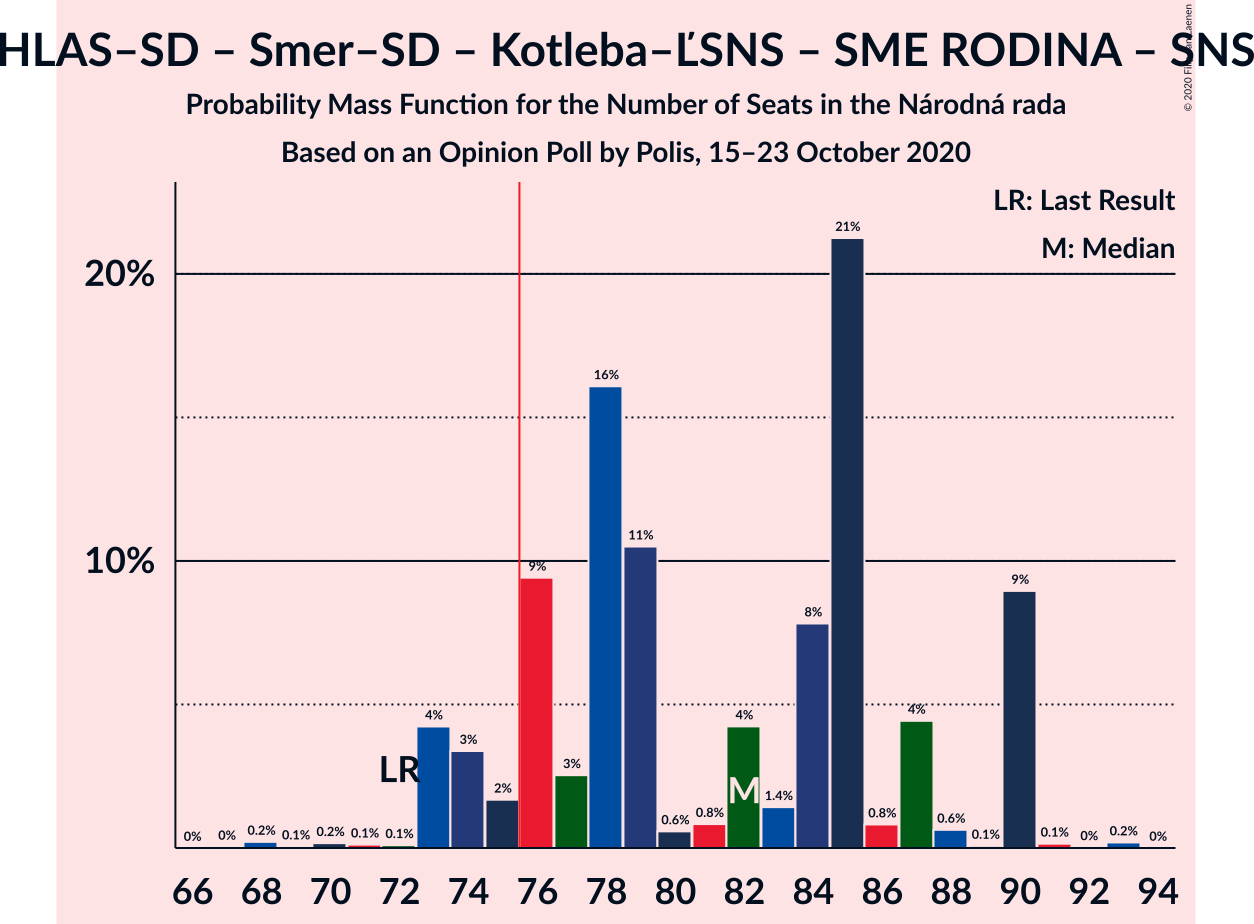 HLAS–SD – Smer–SD – Kotleba–ĽSNS – SME RODINA – SNS
© 2020 Filip van Laenen
Probability Mass Function for the Number of Seats in the Národná rada
Based on an Opinion Poll by Polis, 15–23 October 2020
LR: Last Result
M: Median
21%
20%
16%
11%
10%
9%
9%
8%
4%
4%
4%
3%
LR
3%
M
2%
1.4%
0.8%
0.8%
0.6%
0.6%
0% 0% 0.2% 0.1% 0.2% 0.1% 0.1% 0.1% 0.1% 0% 0.2% 0%
66 68 70 72 74 76 78 80 82 84 86 88 90 92 94